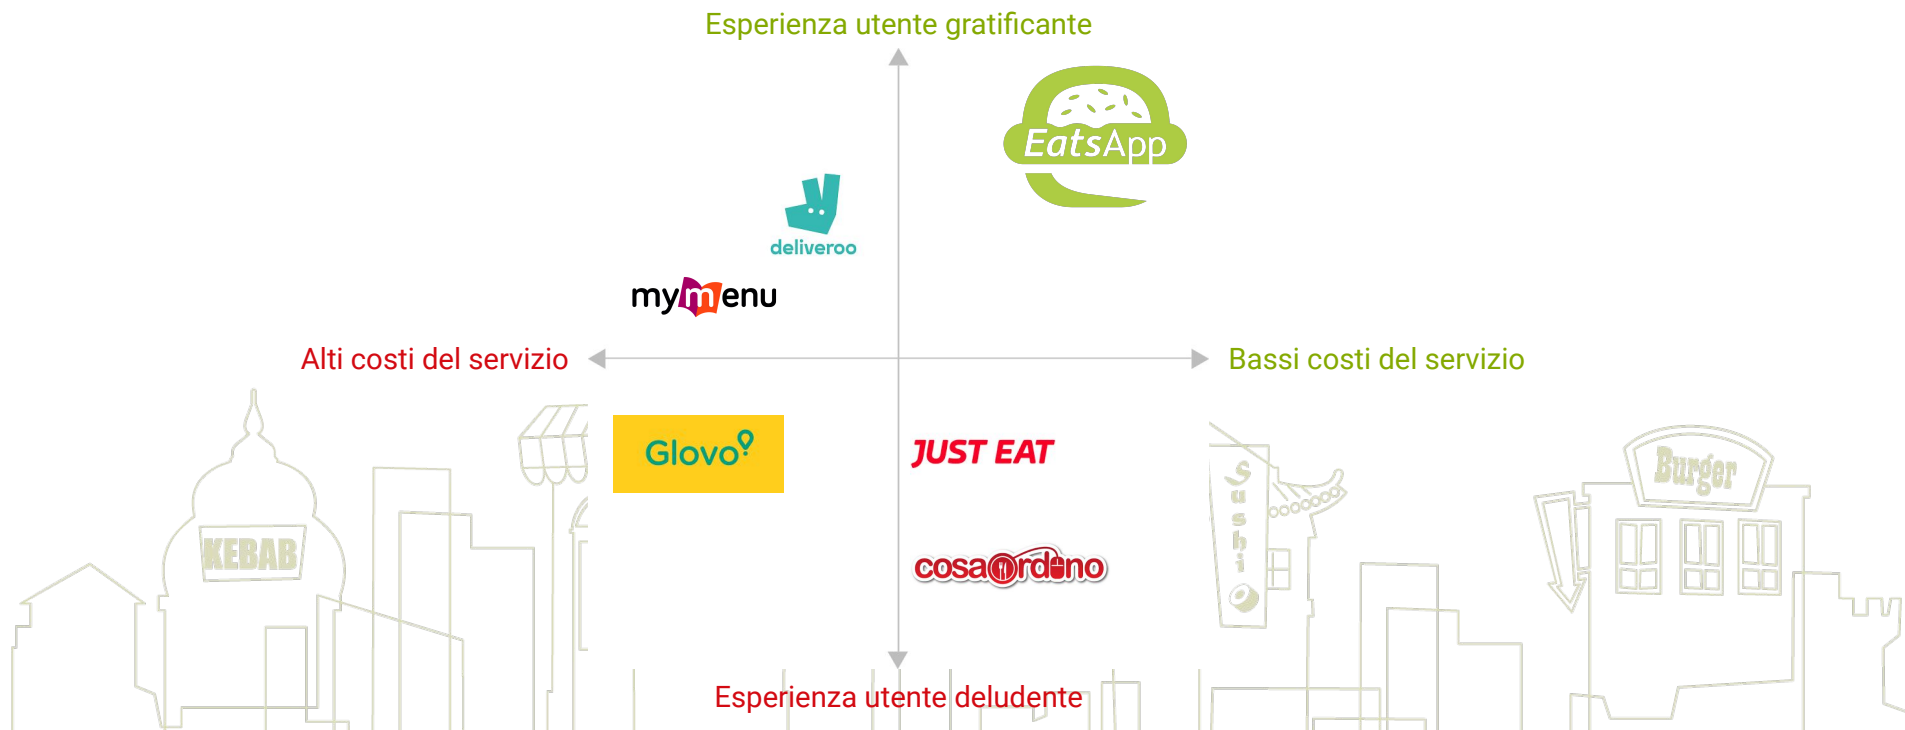 Esperienza utente gratificante
EatsApp
deliveroo
mymenu
Alti costi del servizio
Bassi costi del servizio
Glovo
JUST EAT
Sushi
Burger
KEBAB
cosaordino
Esperienza utente deludente